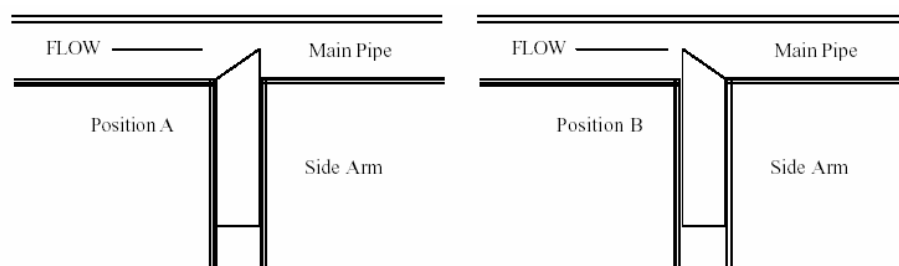 FLOW
Main Pipe
Position A
Side Arm
FLOW
Main Pipe
Position B
Side Arm